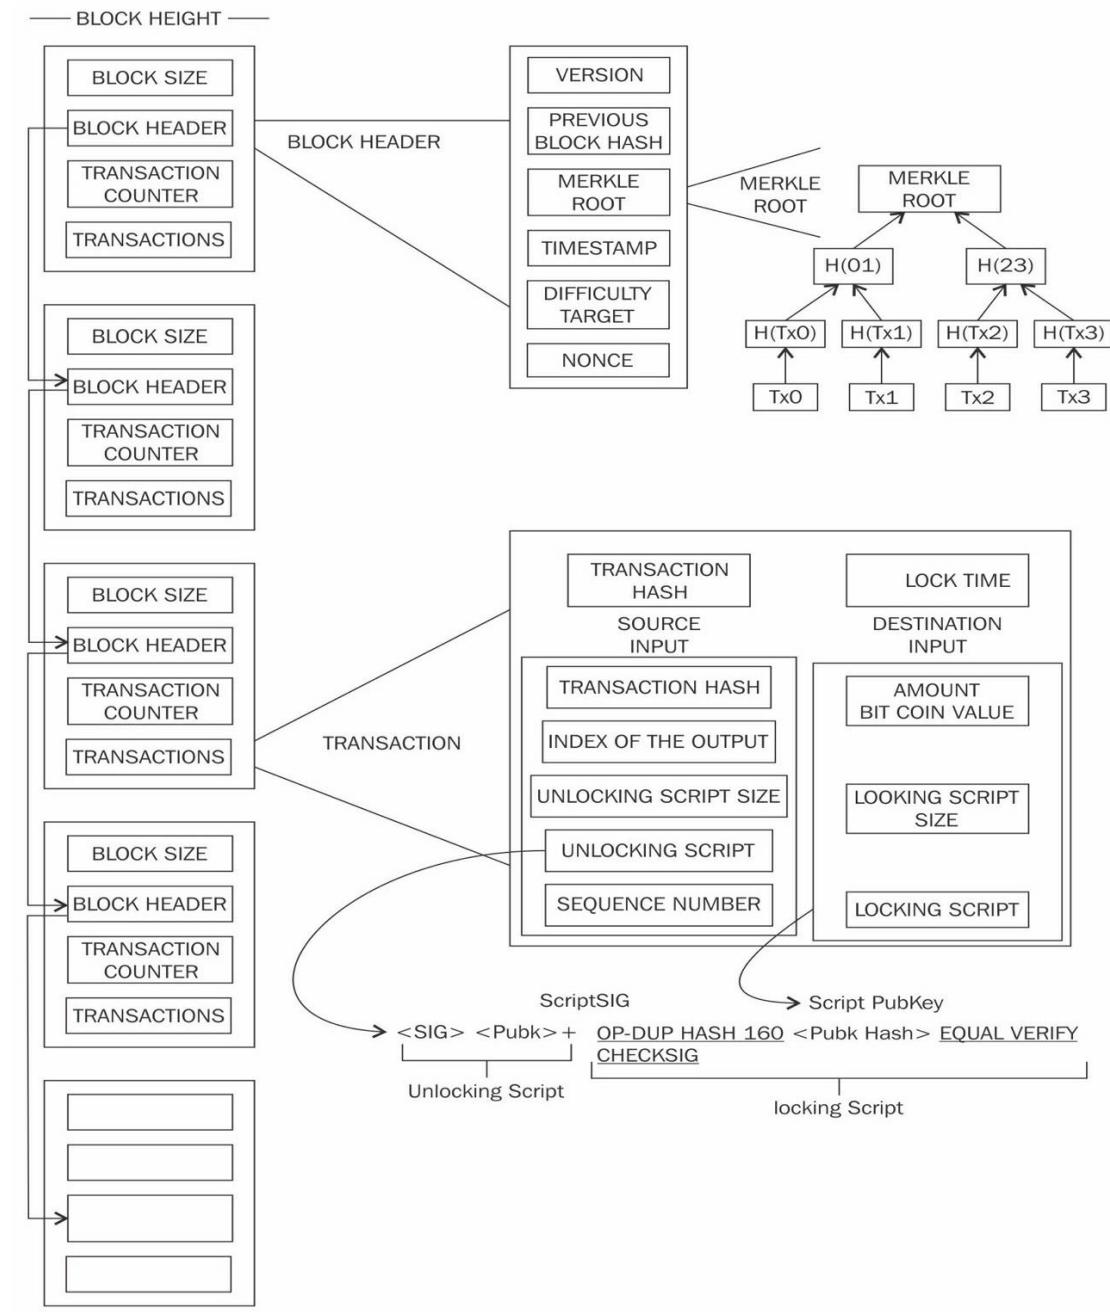 BLOCK HEIGHT
BLOCK SIZE
BLOCK HEADER
TRANSACTION
COUNTER
TRANSACTIONS
BLOCK HEADER
VERSION
PREVIOUS
BLOCK HASH
MERKLE
ROOT
TIMESTAMP
DIFFICULTY
TARGET
NONCE
MERKLE
ROOT
MERKLE
ROOT
H(01)
H(23)
H(Tx0)
H(Tx1)
H(Tx2)
H(Tx3)
Tx0
Tx1
Tx2
Tx3
BLOCK SIZE
BLOCK HEADER
TRANSACTION
COUNTER
TRANSACTIONS
BLOCK SIZE
BLOCK HEADER
TRANSACTION
COUNTER
TRANSACTIONS
TRANSACTION
TRANSACTION
HASH
LOCK TIME
SOURCE
INPUT
DESTINATION
INPUT
TRANSACTION HASH
INDEX OF THE OUTPUT
UNLOCKING SCRIPT SIZE
UNLOCKING SCRIPT
SEQUENCE NUMBER
AMOUNT
BIT COIN VALUE
LOOKING SCRIPT
SIZE
LOCKING SCRIPT
BLOCK SIZE
BLOCK HEADER
TRANSACTION
COUNTER
TRANSACTIONS
ScriptSIG
Script PubKey
<SIG> <Pubk>+ OP-DUP HASH 160 <Pubk Hash> EQUAL VERIFY
CHECKSIG
Unlocking Script
locking Script